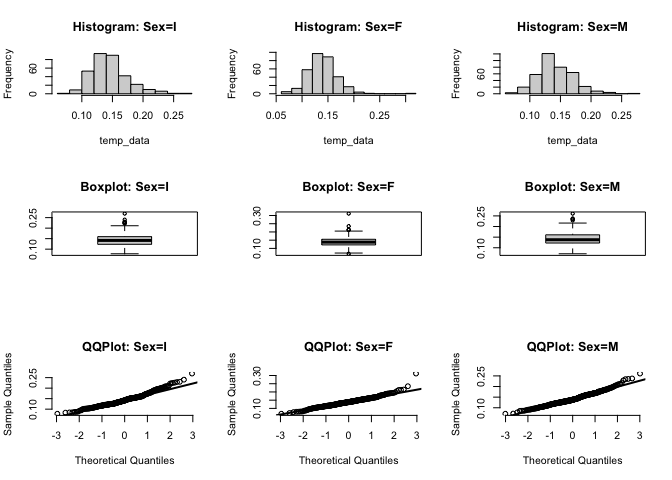 Histogram: Sex=I
Frequency
0 60
0.10 0.15 0.20 0.25
temp_data
Histogram: Sex=F
Frequency
0 60
0.05 0.15 0.25
temp_data
Histogram: Sex=M
Frequency
0 60
0.10 0.15 0.20 0.25
temp_data
Boxplot: Sex=I
0.10 0.25
Boxplot: Sex=F
0.10 0.30
Boxplot: Sex=M
0.10 0.25
QQPlot: Sex=I
Sample Quantiles
0.10 0.25
-3 -2 -1 0 1 2 3
Theoretical Quantiles
QQPlot: Sex=F
Sample Quantiles
0.10 0.30
-3 -2 -1 0 1 2 3
Theoretical Quantiles
QQPlot: Sex=M
Sample Quantiles
0.10 0.25
-3 -2 -1 0 1 2 3
Theoretical Quantiles